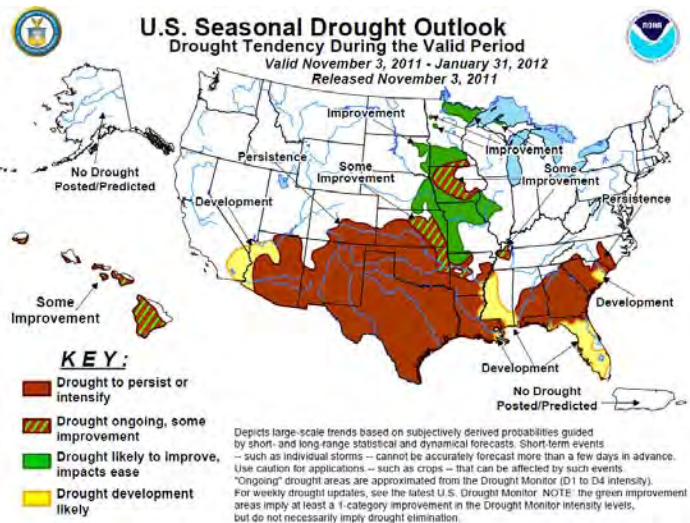 U.S. Seasonal Drought Outlook
Drought Tendency During the Valid Period
Valid November 3, 2011 - January 31, 2012
Released November 3, 2011
NOAA
No Drought
Posted/Predicted
Improvement
Improvement
Persistence
Some
Improvement
Some
Improvement
Persistence
Development
Some
Improvement
Development
Development
No Drought
Posted/Predicted
KEY:
Drought to persist or
intensify
Drought ongoing, some
improvement
Drought likely to improve,
impacts ease
Drought development
likely
Depicts large-scale trends based on subjectively derived probabilities guided
by short- and long-range statistical and dynamical forecasts. Short-term events
-- such as individual storms -- cannot be accurately forecast more than a few days in advance.
Use caution for applications -- such as crops -- that can be affected by such events.
"Ongoing" drought areas are approximated from the Drought Monitor (D1 to D4 intensity).
For weekly drought updates, see the latest U.S. Drought Monitor. NOTE: the green improvement
areas imply at least a 1-category improvement in the Drought Monitor intensity levels,
but do not necessarily imply drought elimination.